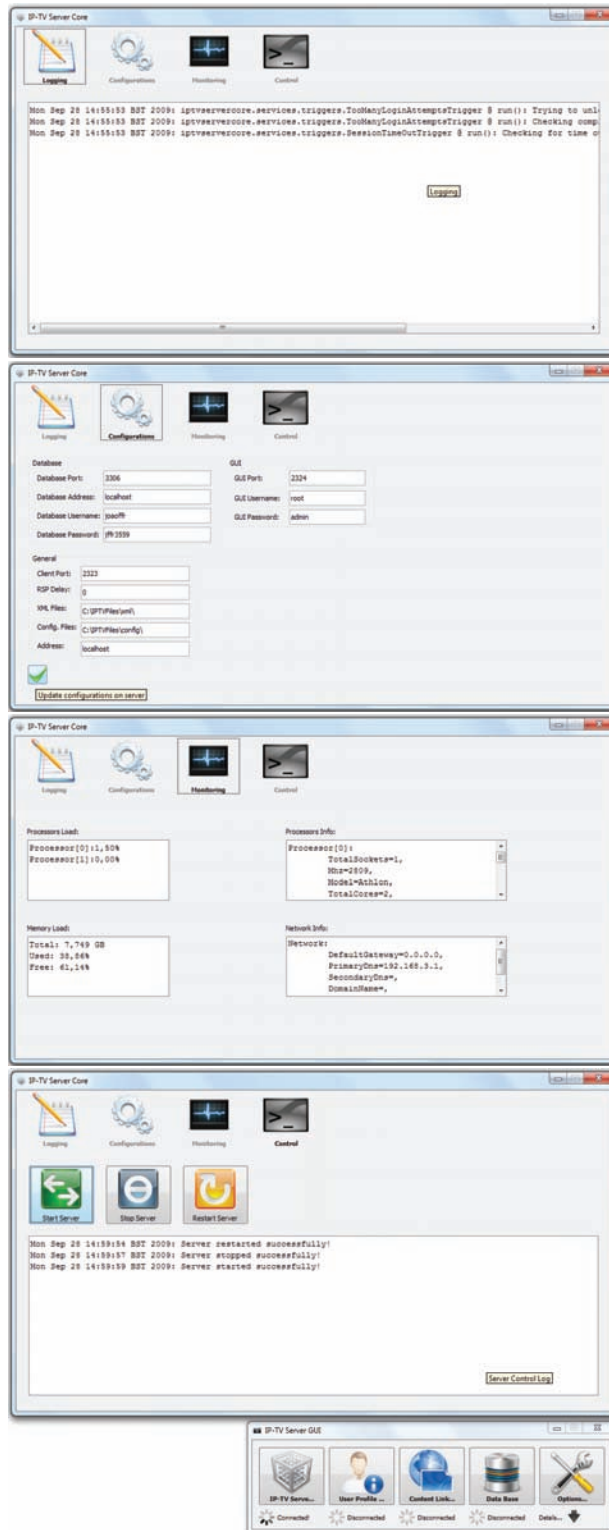 IP-TV Server Core
Logging Configurations Monitoring Control
Mon Sep 28 14:55:53 BST 2009: iptvservercore.services.triggers.TooManyLoginAttemptsTrigger @ run(): Trying to unl
Mon Sep 28 14:55:53 BST 2009: iptvservercore.services.triggers.TooManyLoginAttemptsTrigger @ run(): Checking comp
Mon Sep 28 14:55:53 BST 2009: iptvservercore.services.triggers.SessionTimeOutTrigger @ run(): Checking for time o
Logging
IP-TV Server Core
Logging Configurations Monitoring Control
Database GUI
Database Port: 3306 GUI Port: 2324
Database Address: localhost GUI Username: root
Database Username: joaoffr GUI Password: admin
Database Password: jffr3559
General
Client Port: 2323
RSP Delay: 0
XML Files: C:\IPTVFiles\xml\
Config. Files: C:\IPTVFiles\config\
Address: localhost
Update configurations on server
IP-TV Server Core
Logging Configurations Monitoring Control
Processors Load: Processors Info:
Processor[0]:1,50% Processor[0]:
Processor[1]:0,00% TotalSockets=1,
Mhz=2809,
Model=Athlon,
TotalCores=2,
Memory Load: Network Info:
Total: 7,749 GB Network:
Used: 38,86% DefaultGateway=0.0.0.0,
Free: 61,14% PrimaryDns=192.168.3.1,
SecondaryDns=,
DomainName=,
IP-TV Server Core
Logging Configurations Monitoring Control
Start Server Stop Server Restart Server
Mon Sep 28 14:59:54 BST 2009: Server restarted successfully!
Mon Sep 28 14:59:57 BST 2009: Server stopped successfully!
Mon Sep 28 14:59:59 BST 2009: Server started successfully!
Server Control Log
IP-TV Server GUI
IP-TV Serve... User Profile ... Content Link... Data Base Options...
Connected! Disconnected Disconnected Disconnected Details...